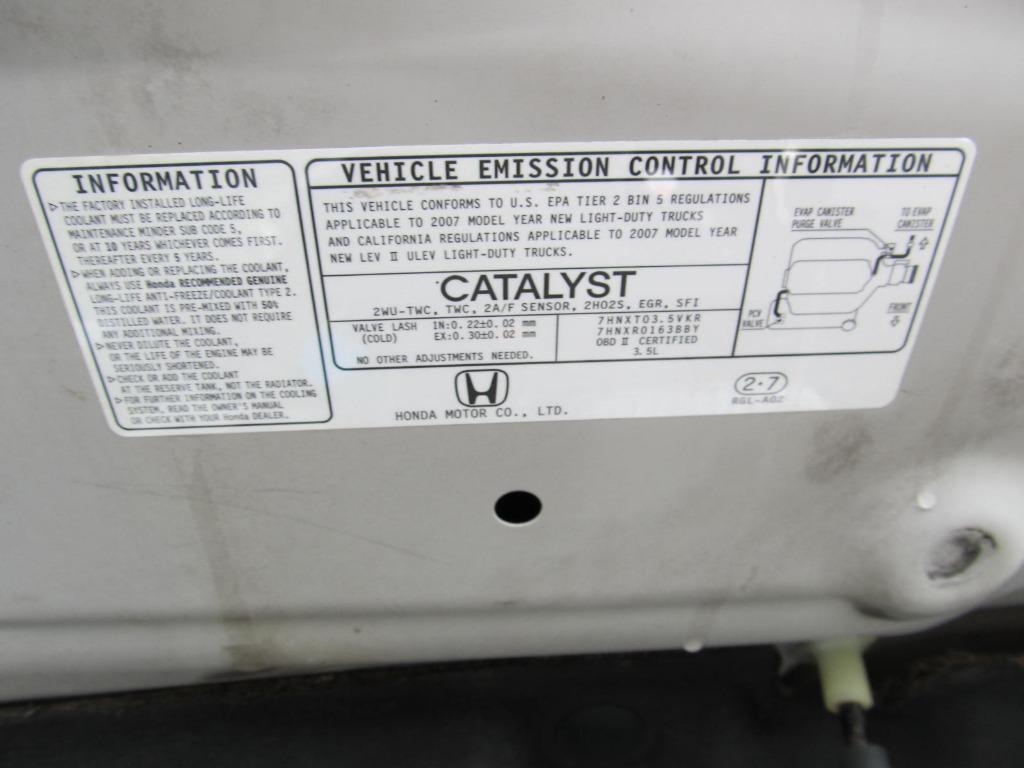 INFORMATION
▷THE FACTORY INSTALLED LONG-LIFE
COOLANT MUST BE REPLACED ACCORDING TO
MAINTENANCE MINDER SUB CODE 5,
OR AT 10 YEARS WHICHEVER COMES FIRST.
THEREAFTER EVERY 5 YEARS.
▷WHEN ADDING OR REPLACING THE COOLANT,
ALWAYS USE Honda RECOMMENDED GENUINE
LONG-LIFE ANTI-FREEZE/COOLANT TYPE 2.
THIS COOLANT IS PRE-MIXED WITH 50%
DISTILLED WATER. IT DOES NOT REQUIRE
ANY ADDITIONAL MIXING.
▷NEVER DILUTE THE COOLANT,
OR THE LIFE OF THE ENGINE MAY BE
SERIOUSLY SHORTENED.
▷CHECK OR ADD THE COOLANT
AT THE RESERVE TANK, NOT THE RADIATOR.
▷FOR FURTHER INFORMATION ON THE COOLING
SYSTEM, READ THE OWNER'S MANUAL
OR CHECK WITH YOUR Honda DEALER.
VEHICLE EMISSION CONTROL INFORMATION
THIS VEHICLE CONFORMS TO U.S. EPA TIER 2 BIN 5 REGULATIONS
APPLICABLE TO 2007 MODEL YEAR NEW LIGHT-DUTY TRUCKS
AND CALIFORNIA REGULATIONS APPLICABLE TO 2007 MODEL YEAR
NEW LEV II ULEV LIGHT-DUTY TRUCKS.
CATALYST
2WU-TWC, TWC, 2A/F SENSOR, 2HO2S, EGR, SFI
VALVE LASH IN:0.22±0.02 mm
(COLD) EX:0.30±0.02 mm
NO OTHER ADJUSTMENTS NEEDED.
7HNXT03.5VKR
7HNXR0163BBY
OBD II CERTIFIED
3.5L
EVAP CANISTER
PURGE VALVE
TO EVAP
CANISTER
PCV
VALVE
FRONT
HONDA MOTOR CO., LTD.
2・7
RGL-A02